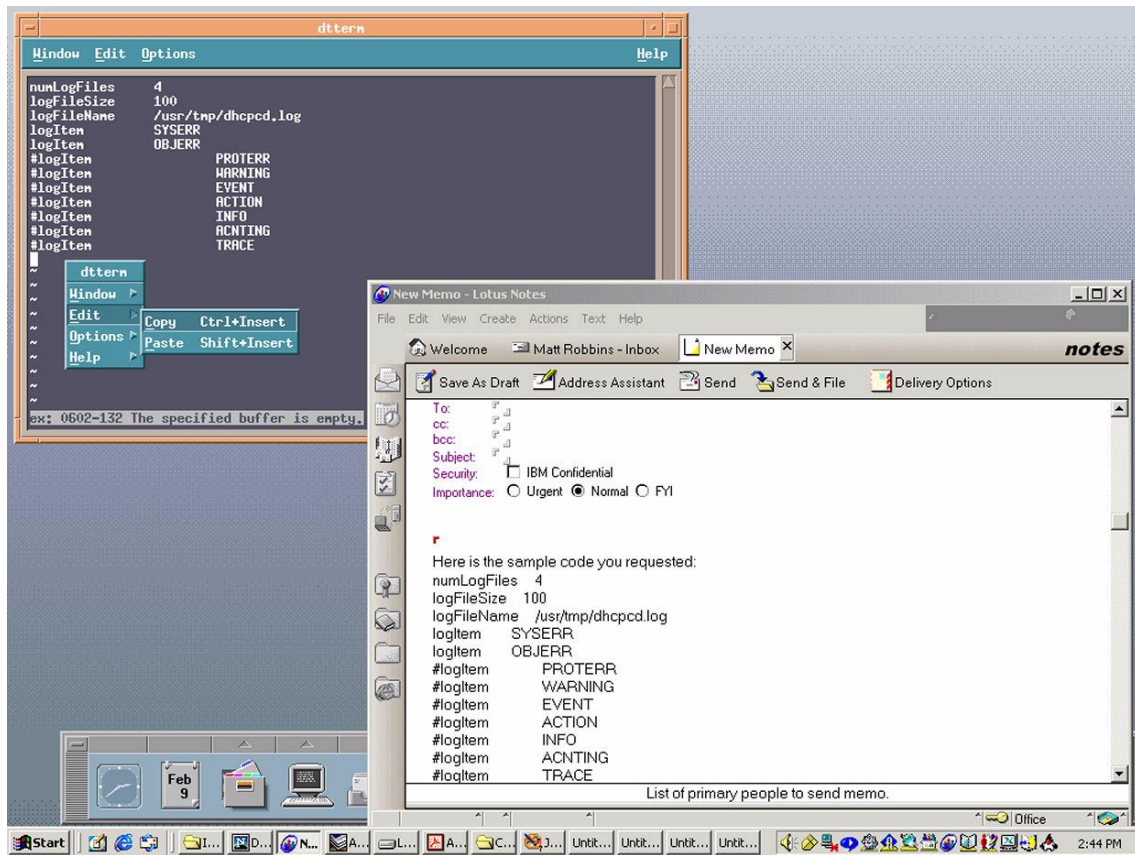 dtterm
Window Edit Options Help
numLogFiles 4
logFileSize 100
logFileName /usr/tmp/dhcpcd.log
logItem SYSERR
logItem OBJERR
#logItem PROTERR
#logItem WARNING
#logItem EVENT
#logItem ACTION
#logItem INFO
#logItem ACNTING
#logItem TRACE
~
~
~
~
~
~
~
~
~
~
dtterm
Window
Edit
Options
Help
Copy Ctrl+Insert
Paste Shift+Insert
ex: 0602-132 The specified buffer is empty.
New Memo - Lotus Notes
File Edit View Create Actions Text Help
Welcome Matt Robbins - Inbox New Memo notes
Save As Draft Address Assistant Send Send & File Delivery Options
To:
cc:
bcc:
Subject:
Security: IBM Confidential
Importance: Urgent Normal FYI
Here is the sample code you requested:
numLogFiles 4
logFileSize 100
logFileName /usr/tmp/dhcpcd.log
logItem SYSERR
logItem OBJERR
#logItem PROTERR
#logItem WARNING
#logItem EVENT
#logItem ACTION
#logItem INFO
#logItem ACNTING
#logItem TRACE
List of primary people to send memo.
Office
Feb
9
Start I... D... N... A... L... A... C... J... Untit... Untit... Untit... Untit... 2:44 PM